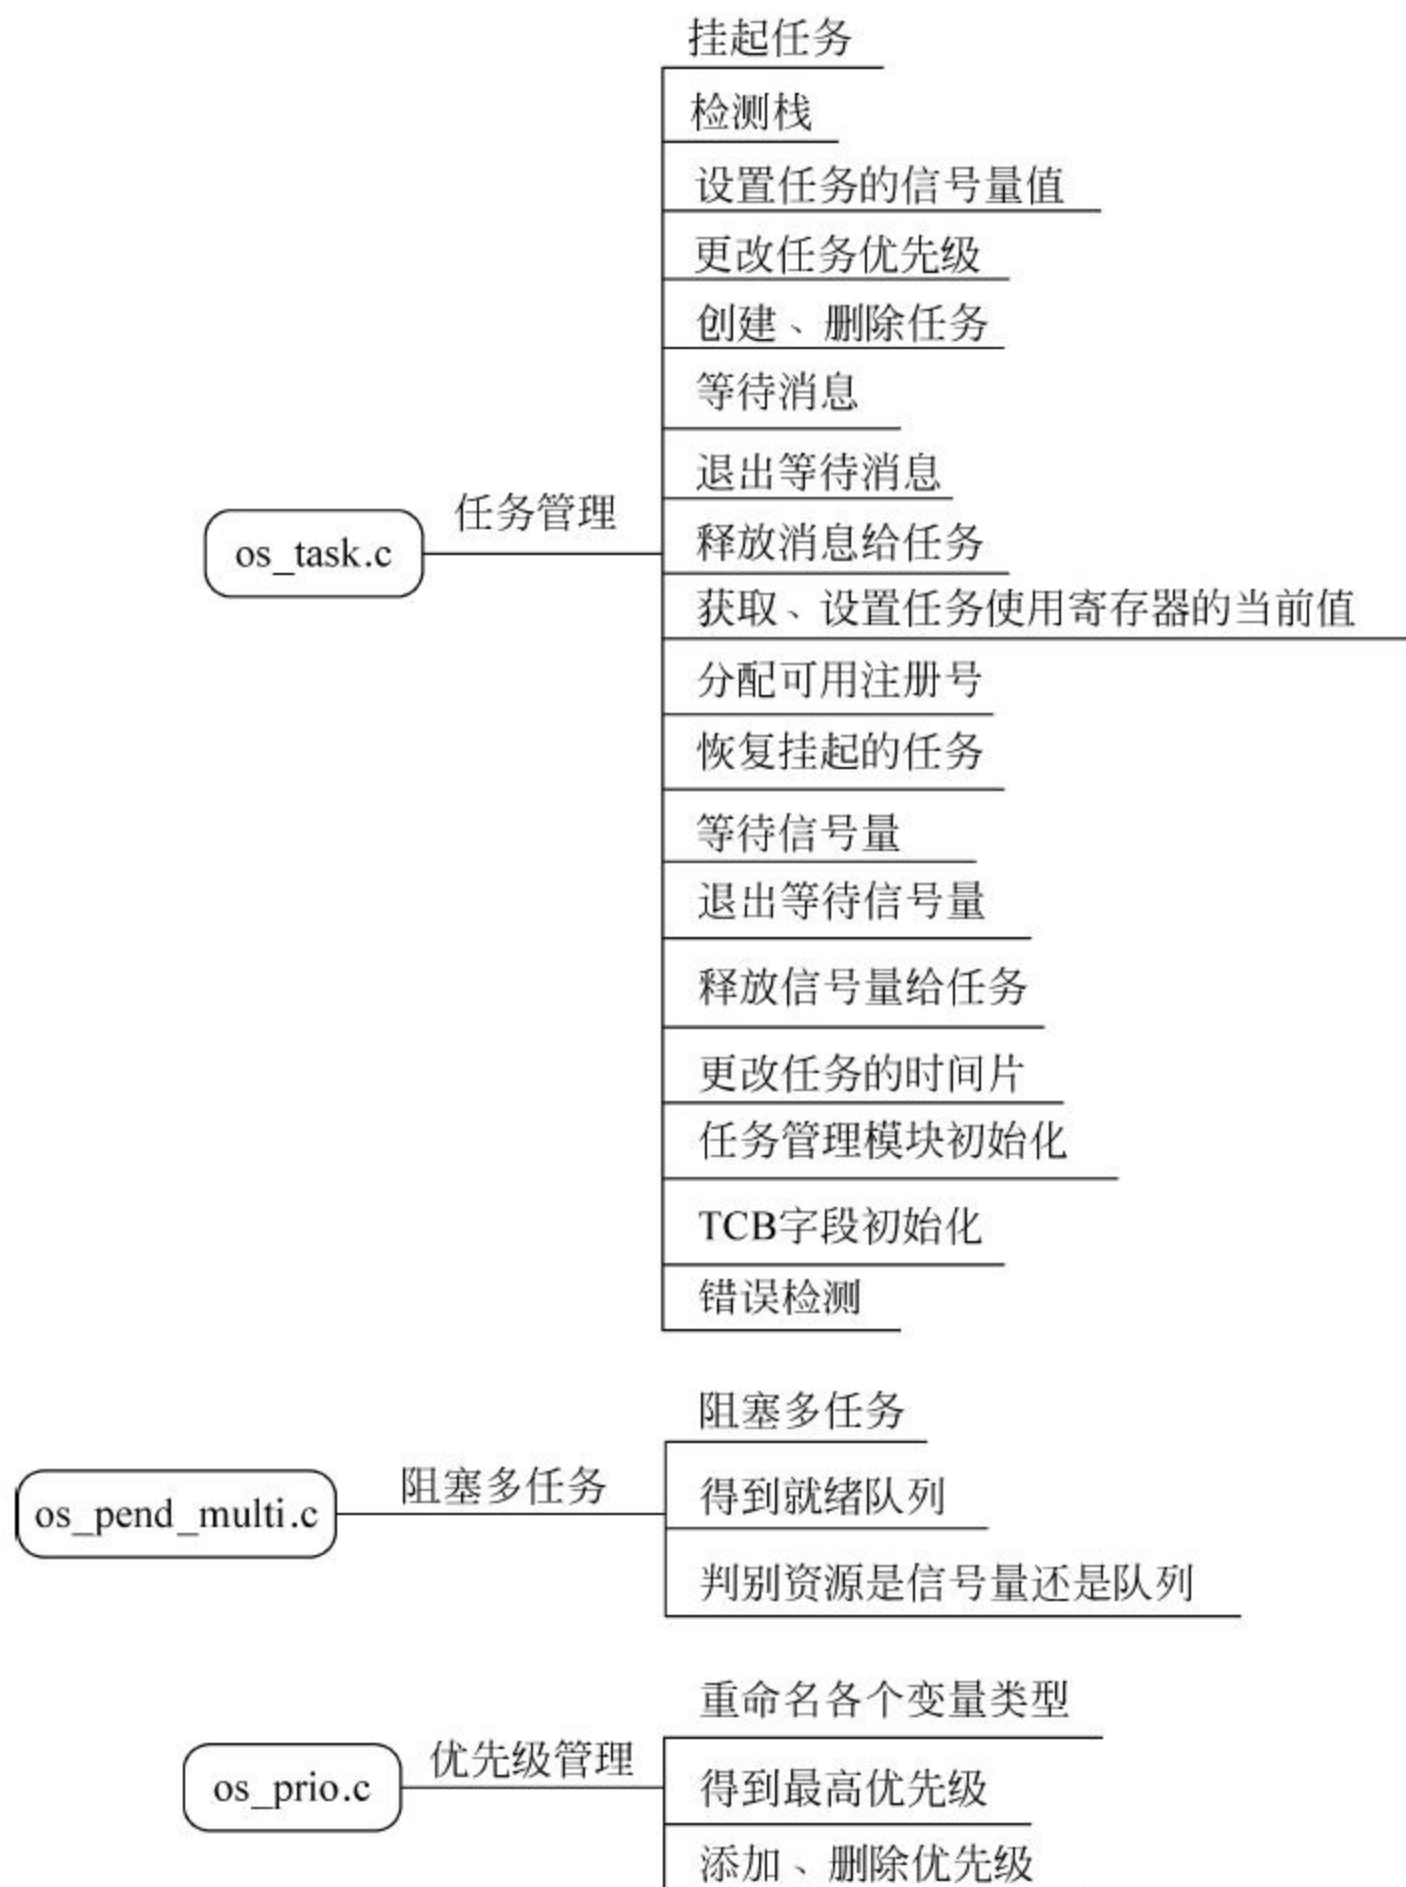 挂起任务
检测栈
设置任务的信号量值
更改任务优先级
创建、删除任务
等待消息
退出等待消息
任务管理
os_task.c
释放消息给任务
获取、设置任务使用寄存器的当前值
分配可用注册号
恢复挂起的任务
等待信号量
退出等待信号量
释放信号量给任务
更改任务的时间片
任务管理模块初始化
TCB字段初始化
错误检测
阻塞多任务
阻塞多任务
os_pend_multi.c
得到就绪队列
判别资源是信号量还是队列
重命名各个变量类型
优先级管理
os_prio.c
得到最高优先级
添加、删除优先级